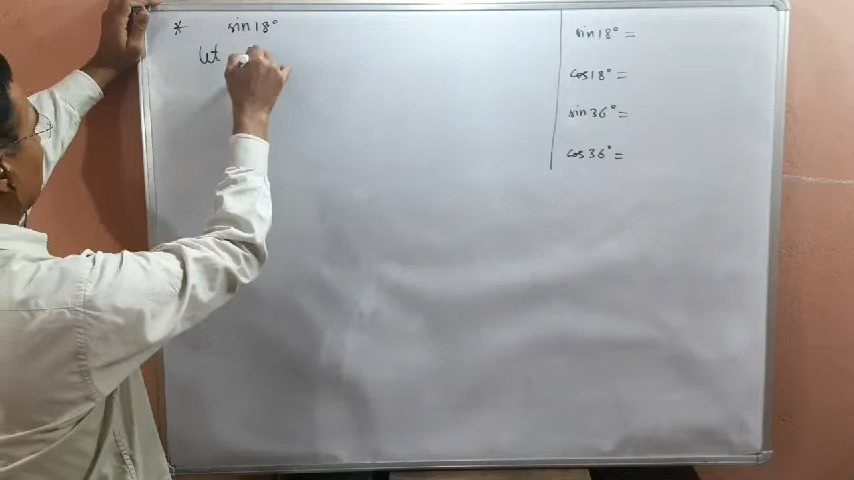 * sin 18°
Let
sin 18° =
cos 18° =
sin 36° =
cos 36° =